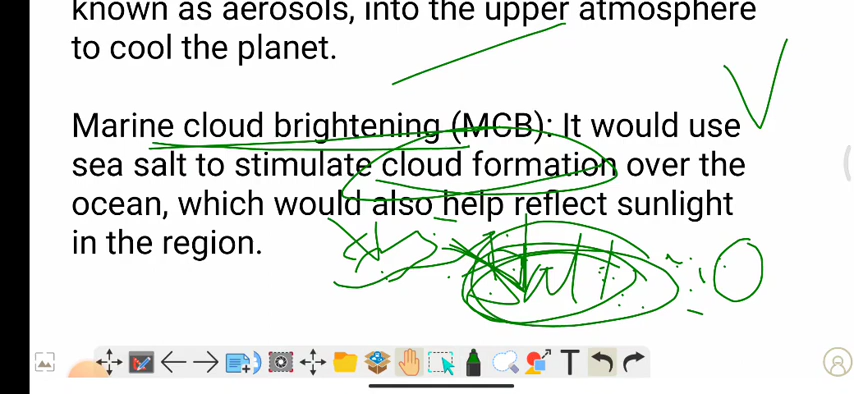 known as aerosols, into the upper atmosphere
to cool the planet.
Marine cloud brightening (MCB): It would use
sea salt to stimulate cloud formation over the
ocean, which would also help reflect sunlight
in the region.